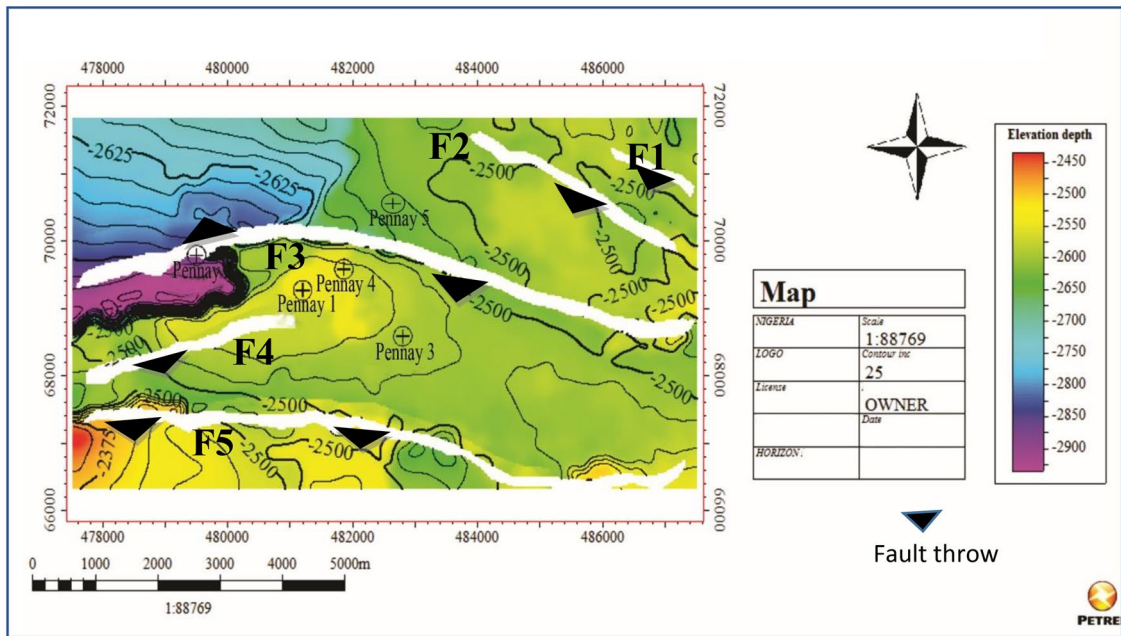 478000 480000 482000 484000 486000
72000 72000
F2
F1
-2625
-2500
-2500
-2625
-2500
Pennay 5
70000 70000
-2500
-2500
F3
Pennay
Pennay 4
Pennay 1
-2500
-2500
-2500
Pennay 3
-2500
F4
68000 68000
-2500
-2500
F5
-2375
-2500
-2500
66000 66000
478000 480000 482000 484000 486000
0 1000 2000 3000 4000 5000m
1:88769
Map
NIGERIA Scale
1:88769
LOGO Contour inc
25
License
OWNER
Date
HORIZON:
Elevation depth
-2450
-2500
-2550
-2600
-2650
-2700
-2750
-2800
-2850
-2900
Fault throw
PETRE